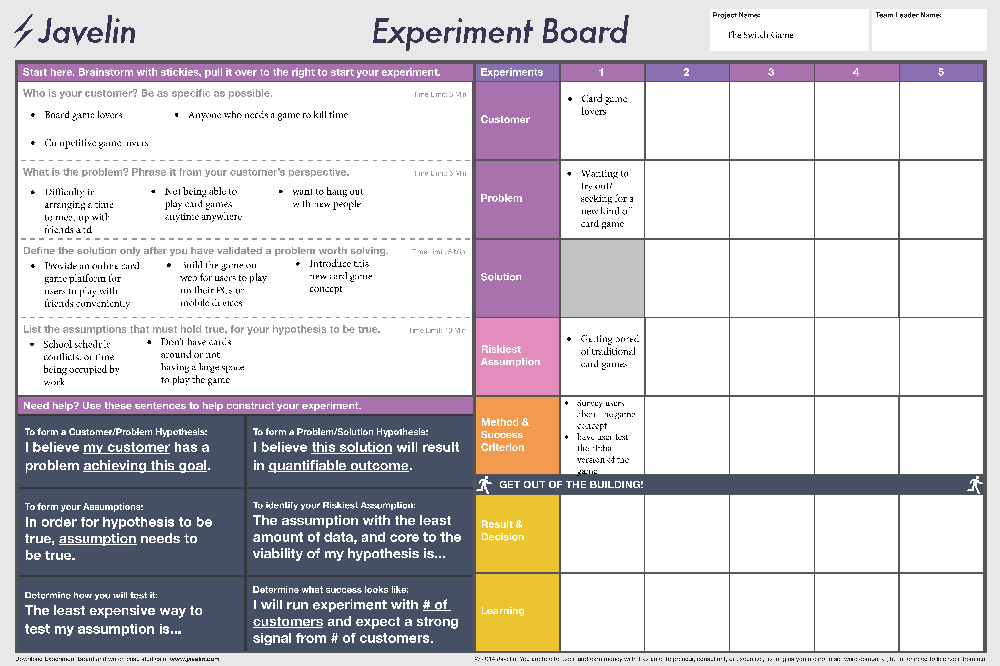 Javelin
Experiment Board
Project Name:
The Switch Game
Team Leader Name:
Start here. Brainstorm with stickies, pull it over to the right to start your experiment.
Who is your customer? Be as specific as possible.
Time Limit: 5 Min
• Board game lovers
• Anyone who needs a game to kill time
• Competitive game lovers
What is the problem? Phrase it from your customer's perspective.
Time Limit: 5 Min
• Difficulty in
arranging a time
to meet up with
friends and
• Not being able to
play card games
anytime anywhere
• want to hang out
with new people
Define the solution only after you have validated a problem worth solving.
Time Limit: 5 Min
• Provide an online card
game platform for
users to play with
friends conveniently
• Build the game on
web for users to play
on their PCs or
mobile devices
• Introduce this
new card game
concept
List the assumptions that must hold true, for your hypothesis to be true.
Time Limit: 10 Min
• School schedule
conflicts. or time
being occupied by
work
• Don't have cards
around or not
having a large space
to play the game
Need help? Use these sentences to help construct your experiment.
To form a Customer/Problem Hypothesis:
I believe my customer has a
problem achieving this goal.
To form a Problem/Solution Hypothesis:
I believe this solution will result
in quantifiable outcome.
To form your Assumptions:
In order for hypothesis to be
true, assumption needs to
be true.
To identify your Riskiest Assumption:
The assumption with the least
amount of data, and core to the
viability of my hypothesis is...
Determine how you will test it:
The least expensive way to
test my assumption is...
Determine what success looks like:
I will run experiment with # of
customers and expect a strong
signal from # of customers.
Experiments
1
2
3
4
5
Customer
• Card game
lovers
Problem
• Wanting to
try out/
seeking for a
new kind of
card game
Solution
Riskiest
Assumption
• Getting bored
of traditional
card games
Method &
Success
Criterion
• Survey users
about the game
concept
• have user test
the alpha
version of the
game
GET OUT OF THE BUILDING!
Result &
Decision
Learning
Download Experiment Board and watch case studies at www.javelin.com
© 2014 Javelin. You are free to use it and earn money with it as an entrepreneur, consultant, or executive, as long as you are not a software company (the latter need to license it from us).